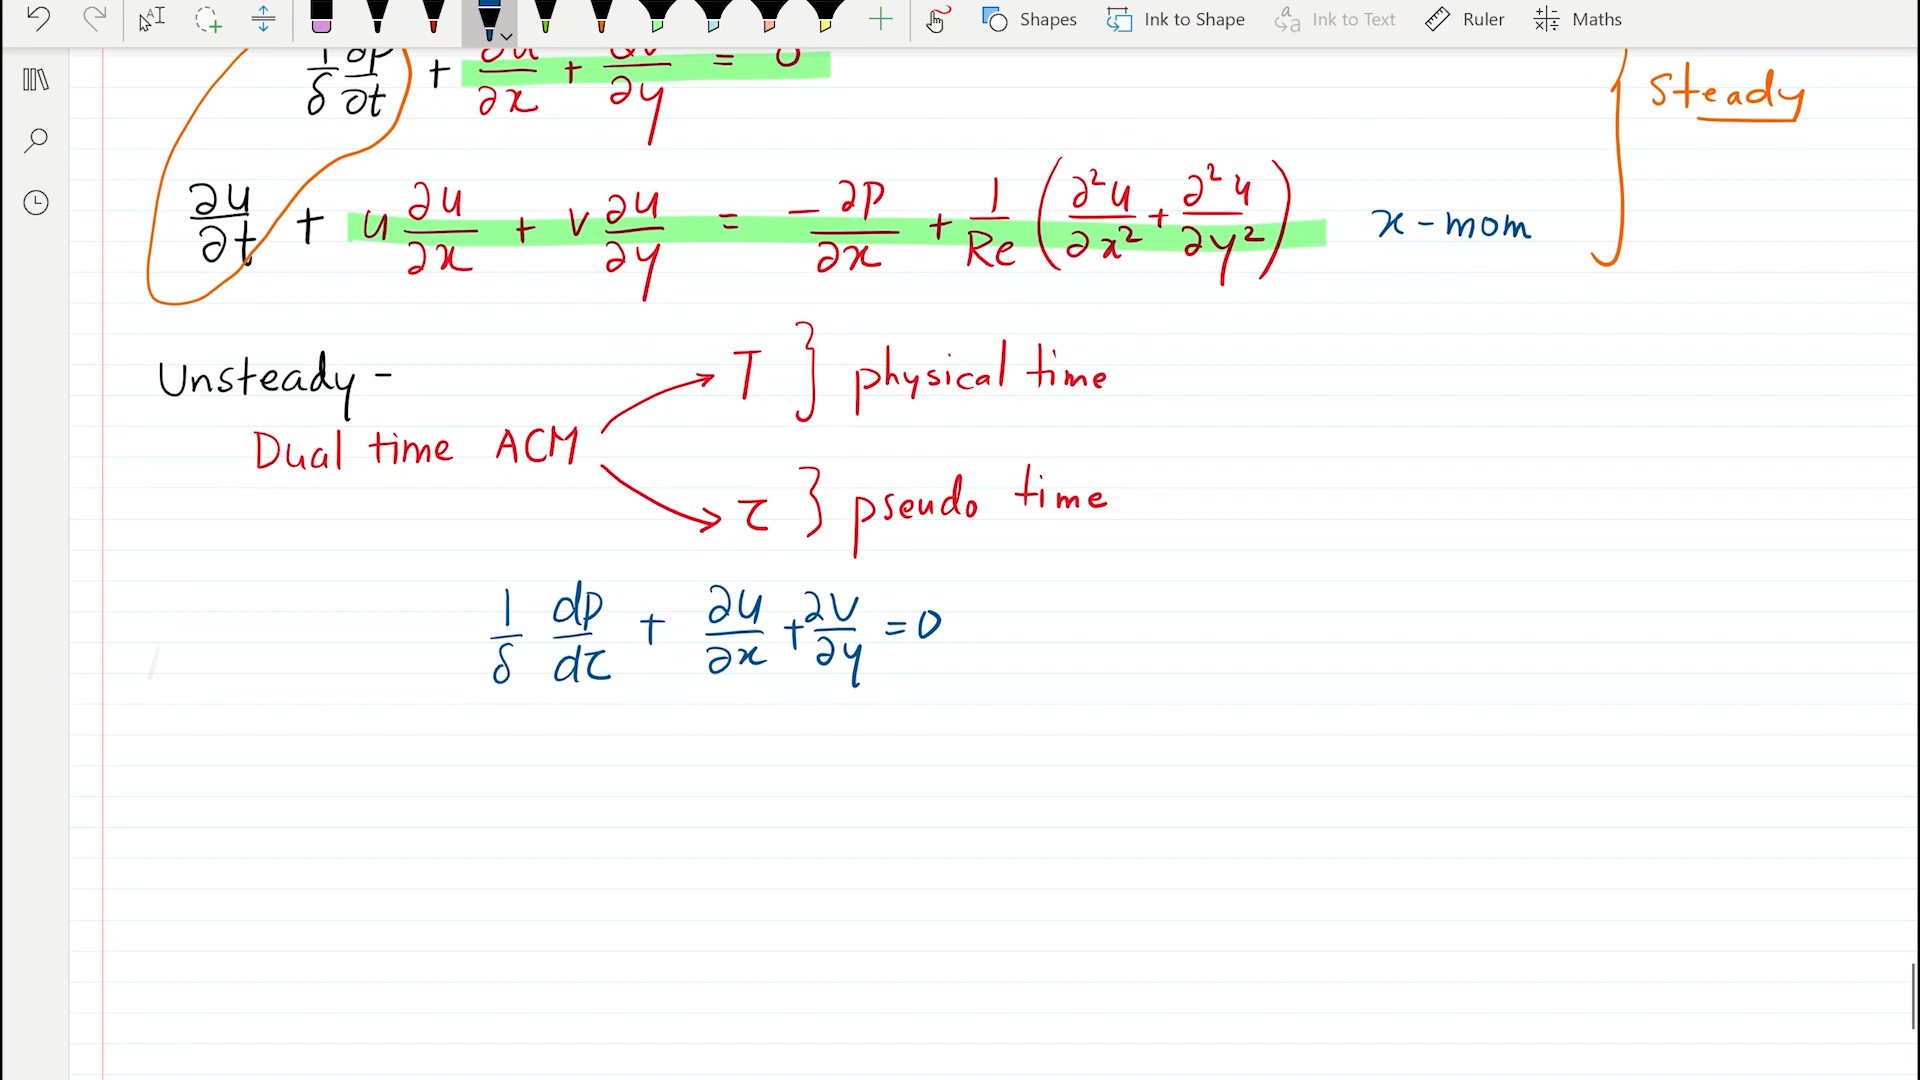 Shapes Ink to Shape Ink to Text Ruler Maths
1/δ ∂p/∂t + ∂u/∂x + ∂v/∂y = 0
Steady
∂u/∂t + u ∂u/∂x + v ∂u/∂y = - ∂p/∂x + 1/Re (∂²u/∂x² + ∂²u/∂y²) x - mom
Unsteady -
T } physical time
Dual time ACM
τ } pseudo time
1/δ dp/dτ + ∂u/∂x + ∂v/∂y = 0